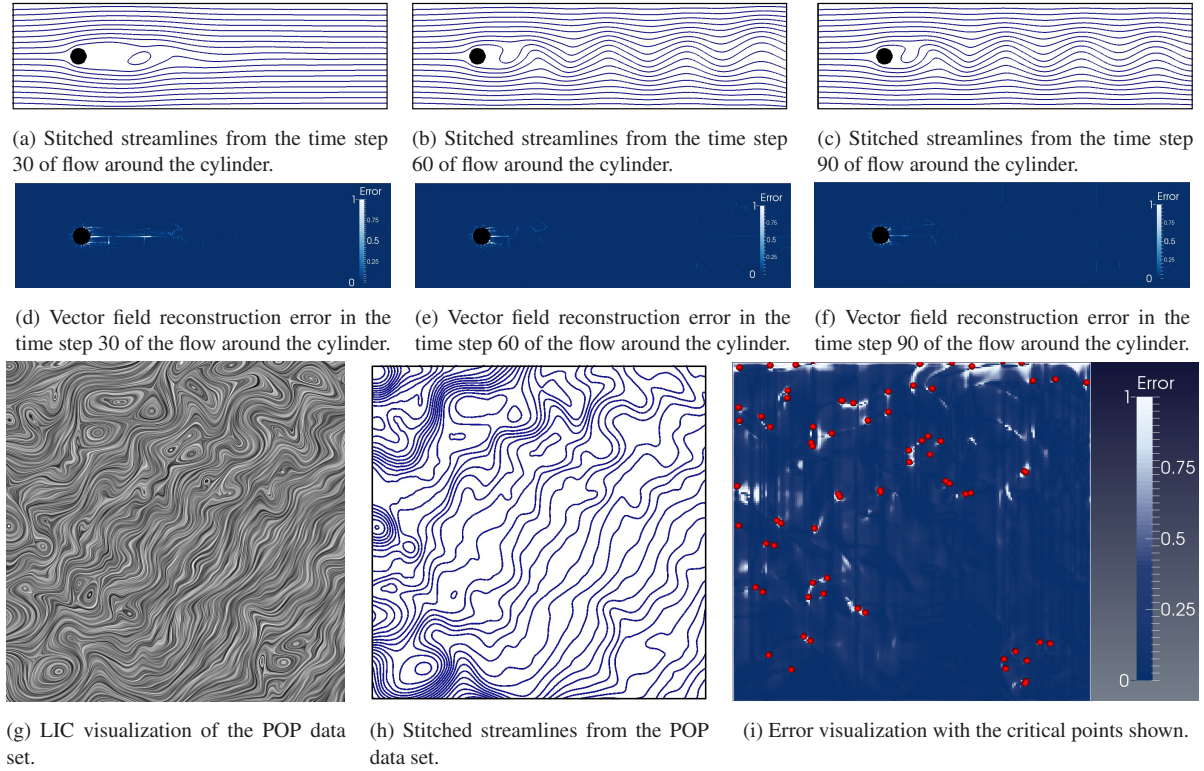 (a) Stitched streamlines from the time step
30 of flow around the cylinder.
(b) Stitched streamlines from the time step
60 of flow around the cylinder.
(c) Stitched streamlines from the time step
90 of flow around the cylinder.
Error
1
0.75
0.5
0.25
0
Error
1
0.75
0.5
0.25
0
Error
1
0.75
0.5
0.25
0
(d) Vector field reconstruction error in the
time step 30 of the flow around the cylinder.
(e) Vector field reconstruction error in the
time step 60 of the flow around the cylinder.
(f) Vector field reconstruction error in the
time step 90 of the flow around the cylinder.
Error
1
0.75
0.5
0.25
0
(g) LIC visualization of the POP data
set.
(h) Stitched streamlines from the POP
data set.
(i) Error visualization with the critical points shown.